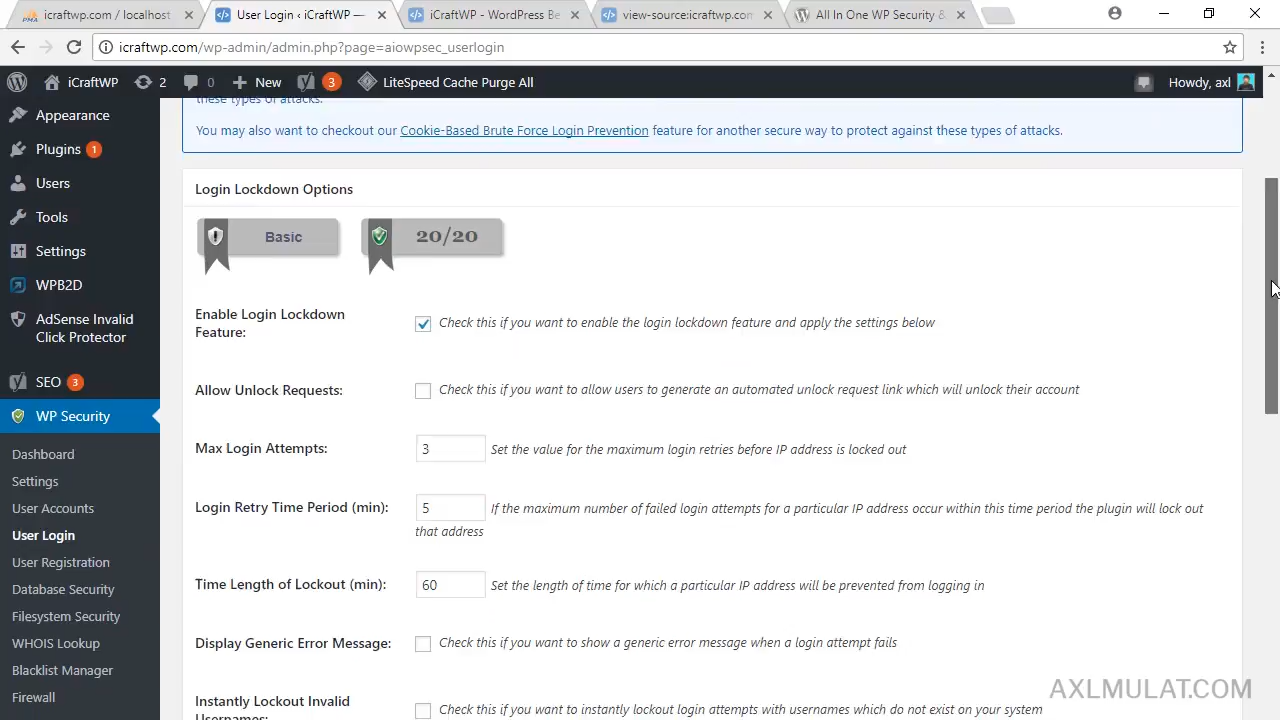 icraftwp.com / localhost
User Login ‹ iCraftWP —
iCraftWP - WordPress Be
view-source:icraftwp.com
All In One WP Security &
icraftwp.com/wp-admin/admin.php?page=aiowpsec_userlogin
iCraftWP
2
0
New
3
LiteSpeed Cache Purge All
Howdy, axl
Appearance
Plugins 1
Users
Tools
Settings
WPB2D
AdSense Invalid
Click Protector
SEO 3
WP Security
Dashboard
Settings
User Accounts
User Login
User Registration
Database Security
Filesystem Security
WHOIS Lookup
Blacklist Manager
Firewall
these types of attacks.
You may also want to checkout our Cookie-Based Brute Force Login Prevention feature for another secure way to protect against these types of attacks.
Login Lockdown Options
Basic
20/20
Enable Login Lockdown
Feature:
Check this if you want to enable the login lockdown feature and apply the settings below
Allow Unlock Requests:
Check this if you want to allow users to generate an automated unlock request link which will unlock their account
Max Login Attempts:
3
Set the value for the maximum login retries before IP address is locked out
Login Retry Time Period (min):
5
If the maximum number of failed login attempts for a particular IP address occur within this time period the plugin will lock out
that address
Time Length of Lockout (min):
60
Set the length of time for which a particular IP address will be prevented from logging in
Display Generic Error Message:
Check this if you want to show a generic error message when a login attempt fails
Instantly Lockout Invalid
Usernames:
Check this if you want to instantly lockout login attempts with usernames which do not exist on your system
AXLMULAT.COM